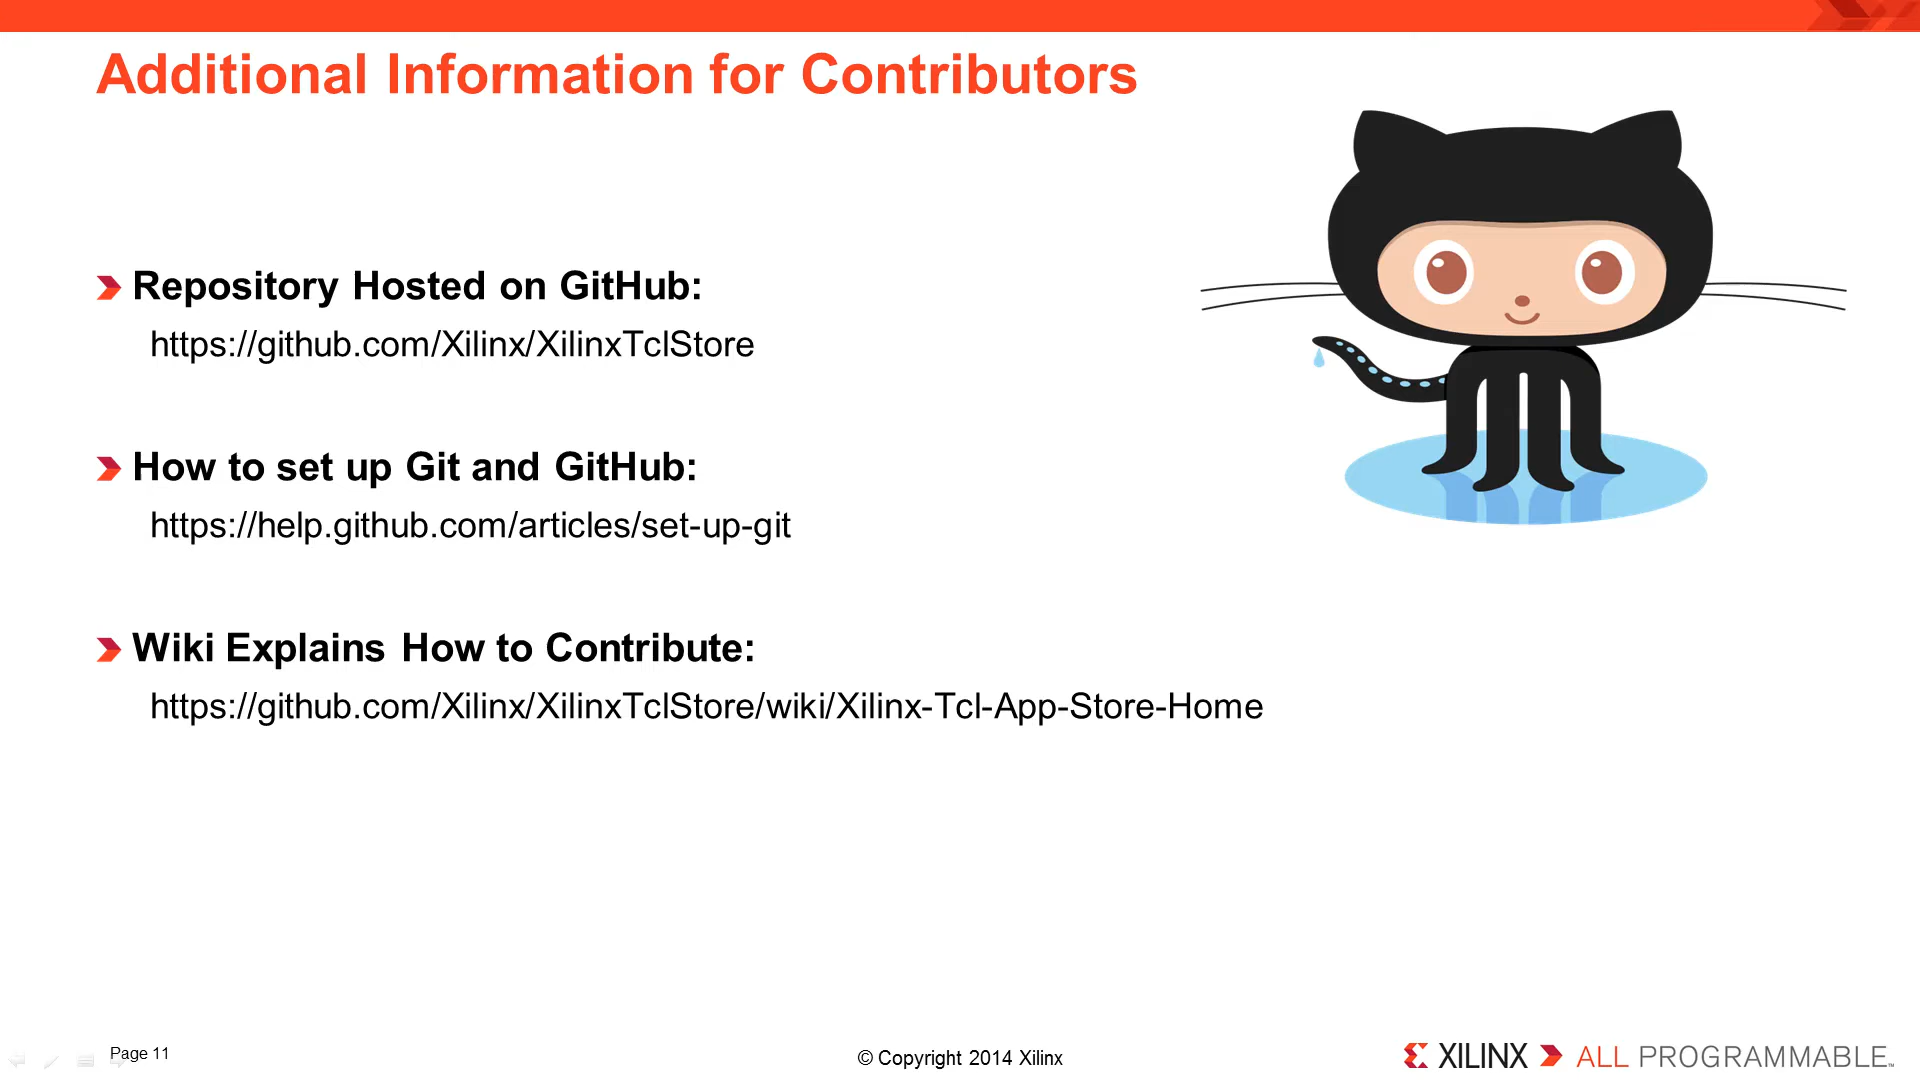 Additional Information for Contributors
Repository Hosted on GitHub:
https://github.com/Xilinx/XilinxTclStore
How to set up Git and GitHub:
https://help.github.com/articles/set-up-git
Wiki Explains How to Contribute:
https://github.com/Xilinx/XilinxTclStore/wiki/Xilinx-Tcl-App-Store-Home
Page 11
© Copyright 2014 Xilinx
XILINX ALL PROGRAMMABLE™